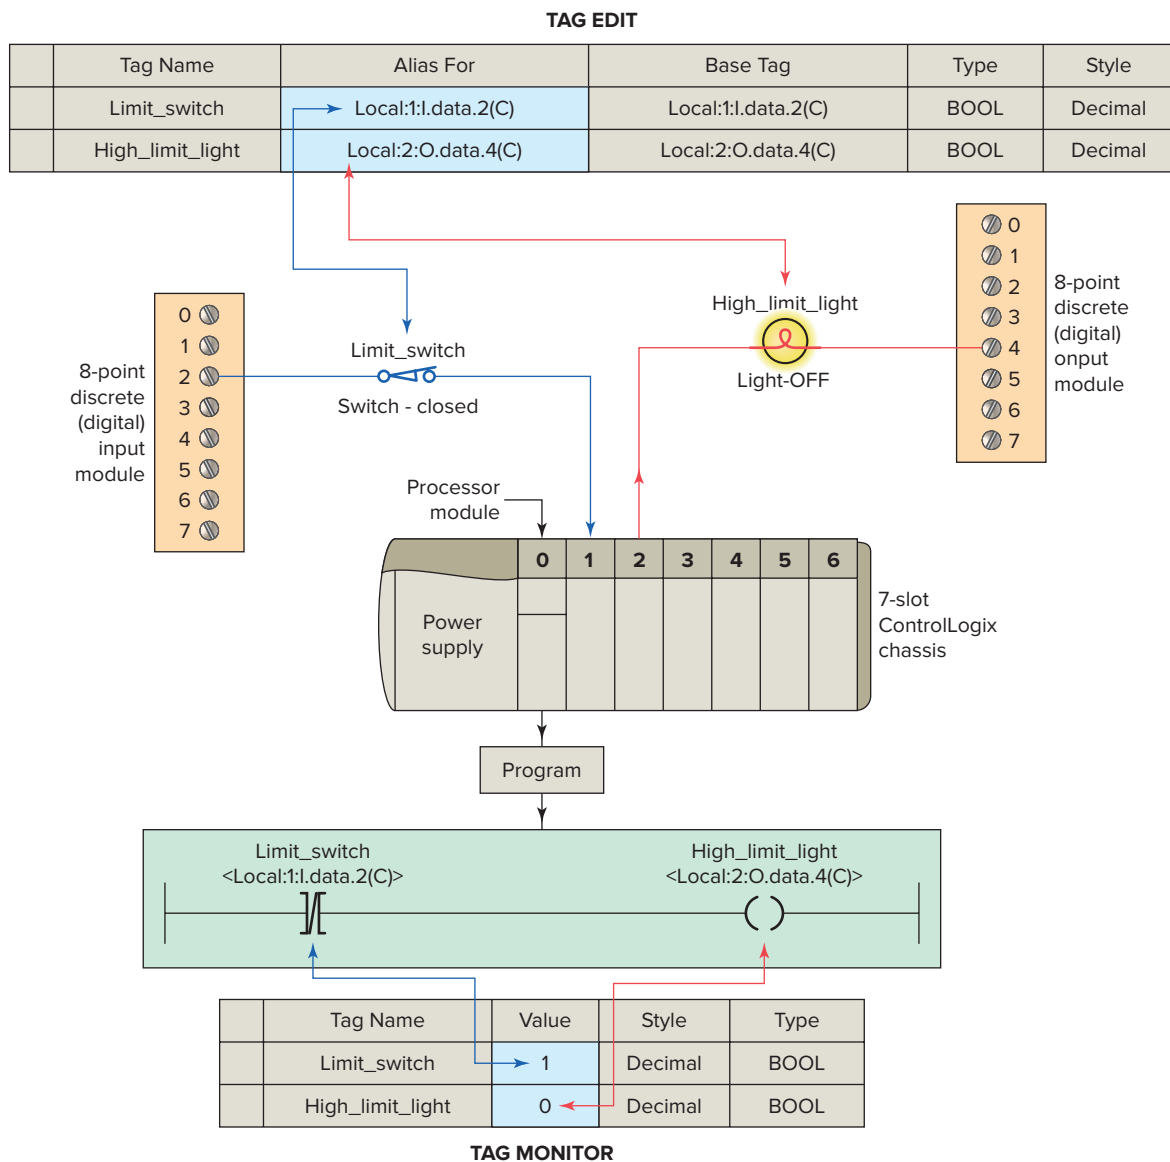 TAG EDIT
Tag Name Alias For Base Tag Type Style
Limit_switch Local:1:I.data.2(C) Local:1:I.data.2(C) BOOL Decimal
High_limit_light Local:2:O.data.4(C) Local:2:O.data.4(C) BOOL Decimal
0
1
2
3
4
5
6
7
8-point
discrete
(digital)
onput
module
High_limit_light
Light-OFF
8-point
discrete
(digital)
input
module
0
1
2
3
4
5
6
7
Limit_switch
Switch - closed
Processor
module
0 1 2 3 4 5 6
Power
supply
7-slot
ControlLogix
chassis
Program
Limit_switch
<Local:1:I.data.2(C)>
High_limit_light
<Local:2:O.data.4(C)>
Tag Name Value Style Type
Limit_switch 1 Decimal BOOL
High_limit_light 0 Decimal BOOL
TAG MONITOR